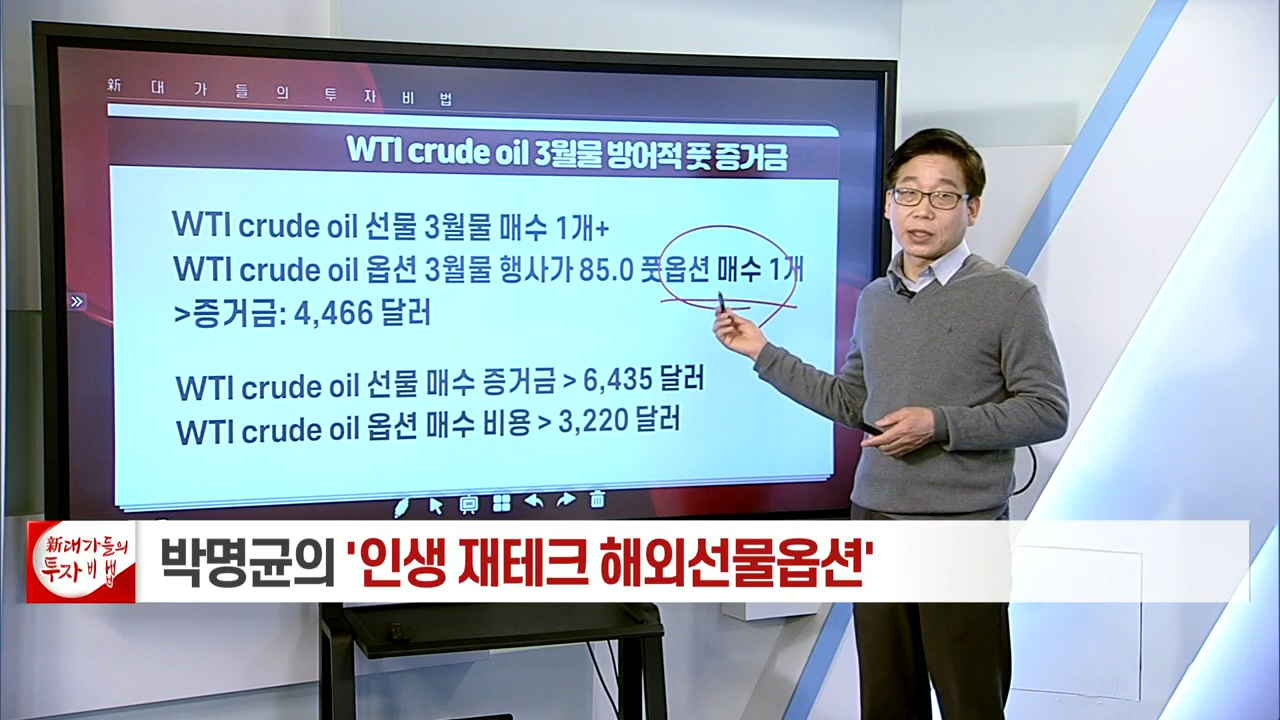 新 대 가 들 의 투 자 비 법
WTI crude oil 3월물 방어적 풋 증거금
WTI crude oil 선물 3월물 매수 1개+
WTI crude oil 옵션 3월물 행사가 85.0 풋옵션 매수 1개
>증거금: 4,466 달러
WTI crude oil 선물 매수 증거금 > 6,435 달러
WTI crude oil 옵션 매수 비용 > 3,220 달러
新대가들의
투자 비법
박명균의 '인생 재테크 해외선물옵션'